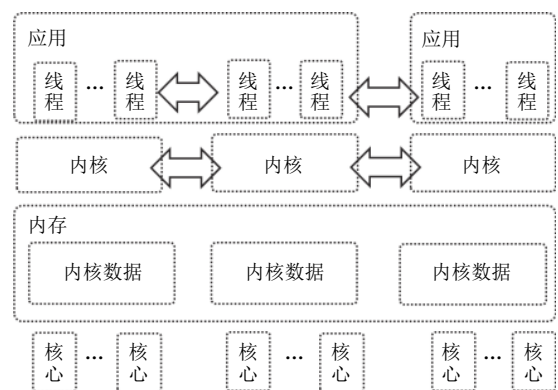 应用 应用
线程 … 线程 线程 … 线程 线程 … 线程
内核 内核 内核
内存
内核数据 内核数据 内核数据
核心 … 核心 核心 … 核心 核心 … 核心